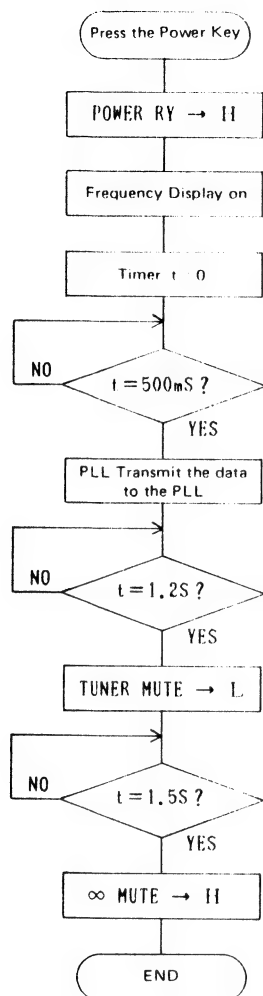 Press the Power Key
POWER RY → H
Frequency Display on
Timer t 0
t = 500mS ?
NO
YES
PLL Transmit the data
to the PLL
NO
t = 1.2S ?
YES
TUNER MUTE → L
NO
t = 1.5S ?
YES
∞ MUTE → H
END